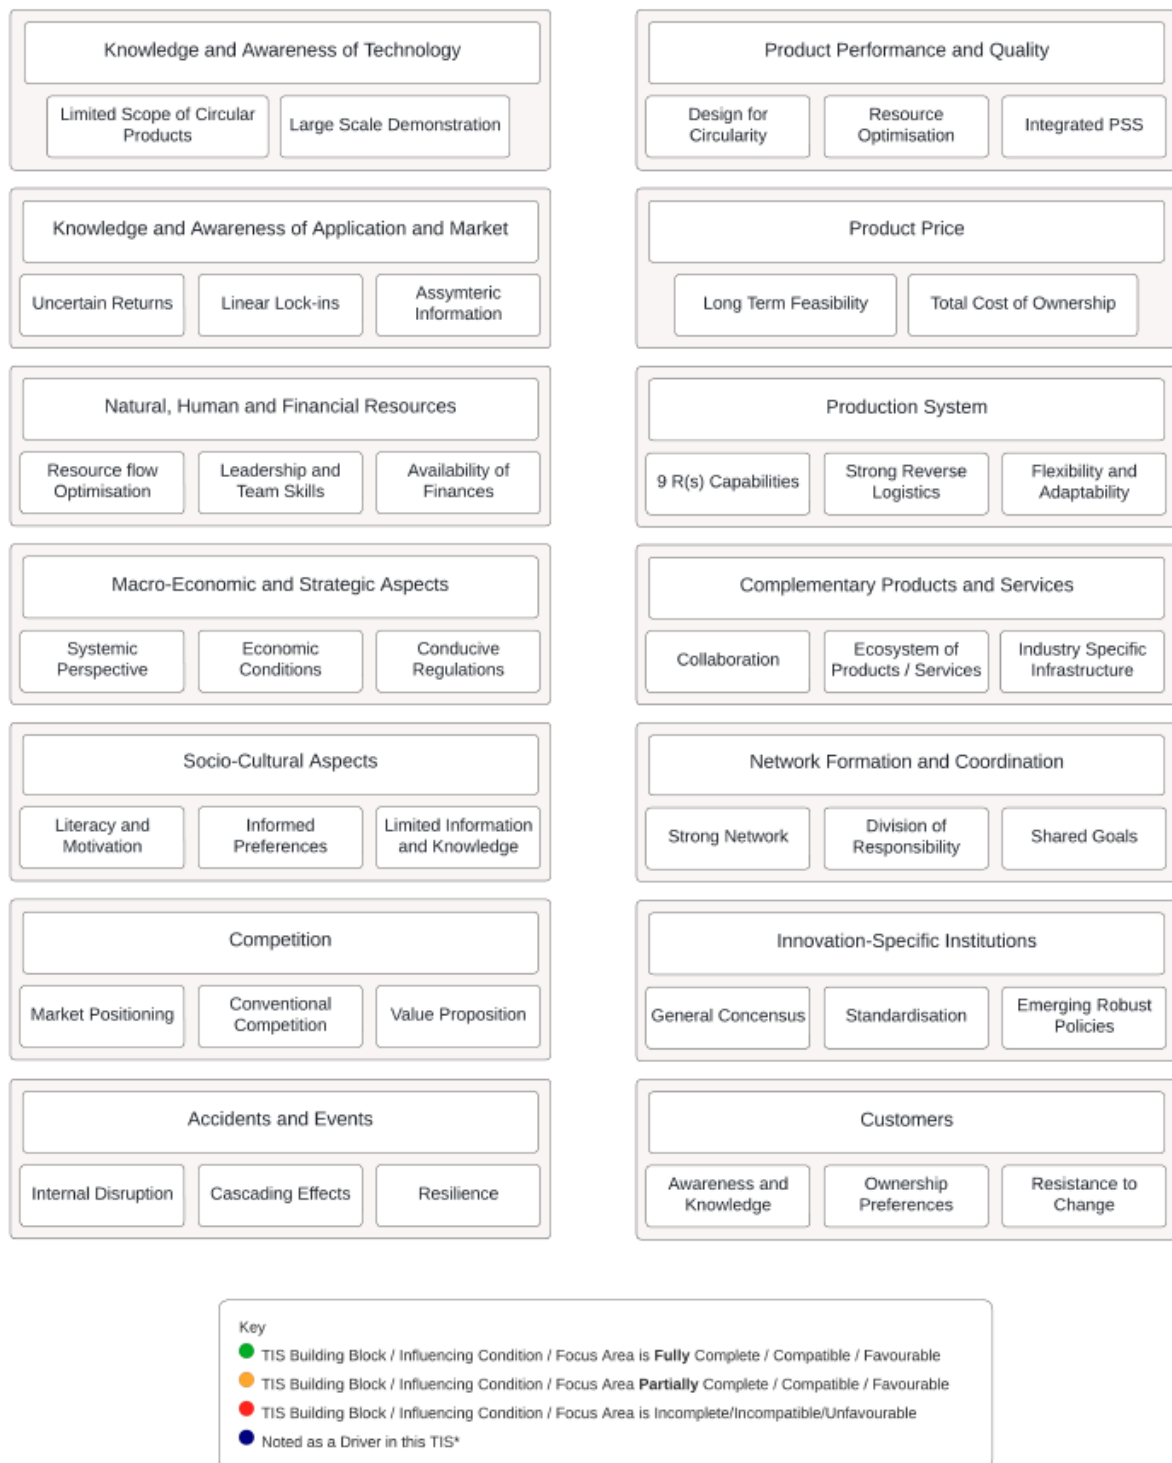 Knowledge and Awareness of Technology
Limited Scope of Circular
Products
Large Scale Demonstration
Knowledge and Awareness of Application and Market
Uncertain Returns
Linear Lock-ins
Assymteric
Information
Natural, Human and Financial Resources
Resource flow
Optimisation
Leadership and
Team Skills
Availability of
Finances
Macro-Economic and Strategic Aspects
Systemic
Perspective
Economic
Conditions
Conducive
Regulations
Socio-Cultural Aspects
Literacy and
Motivation
Informed
Preferences
Limited Information
and Knowledge
Competition
Market Positioning
Conventional
Competition
Value Proposition
Accidents and Events
Internal Disruption
Cascading Effects
Resilience
Product Performance and Quality
Design for
Circularity
Resource
Optimisation
Integrated PSS
Product Price
Long Term Feasibility
Total Cost of Ownership
Production System
9 R(s) Capabilities
Strong Reverse
Logistics
Flexibility and
Adaptability
Complementary Products and Services
Collaboration
Ecosystem of
Products / Services
Industry Specific
Infrastructure
Network Formation and Coordination
Strong Network
Division of
Responsibility
Shared Goals
Innovation-Specific Institutions
General Concensus
Standardisation
Emerging Robust
Policies
Customers
Awareness and
Knowledge
Ownership
Preferences
Resistance to
Change
Key
TIS Building Block / Influencing Condition / Focus Area is Fully Complete / Compatible / Favourable
TIS Building Block / Influencing Condition / Focus Area Partially Complete / Compatible / Favourable
TIS Building Block / Influencing Condition / Focus Area is Incomplete/Incompatible/Unfavourable
Noted as a Driver in this TIS*